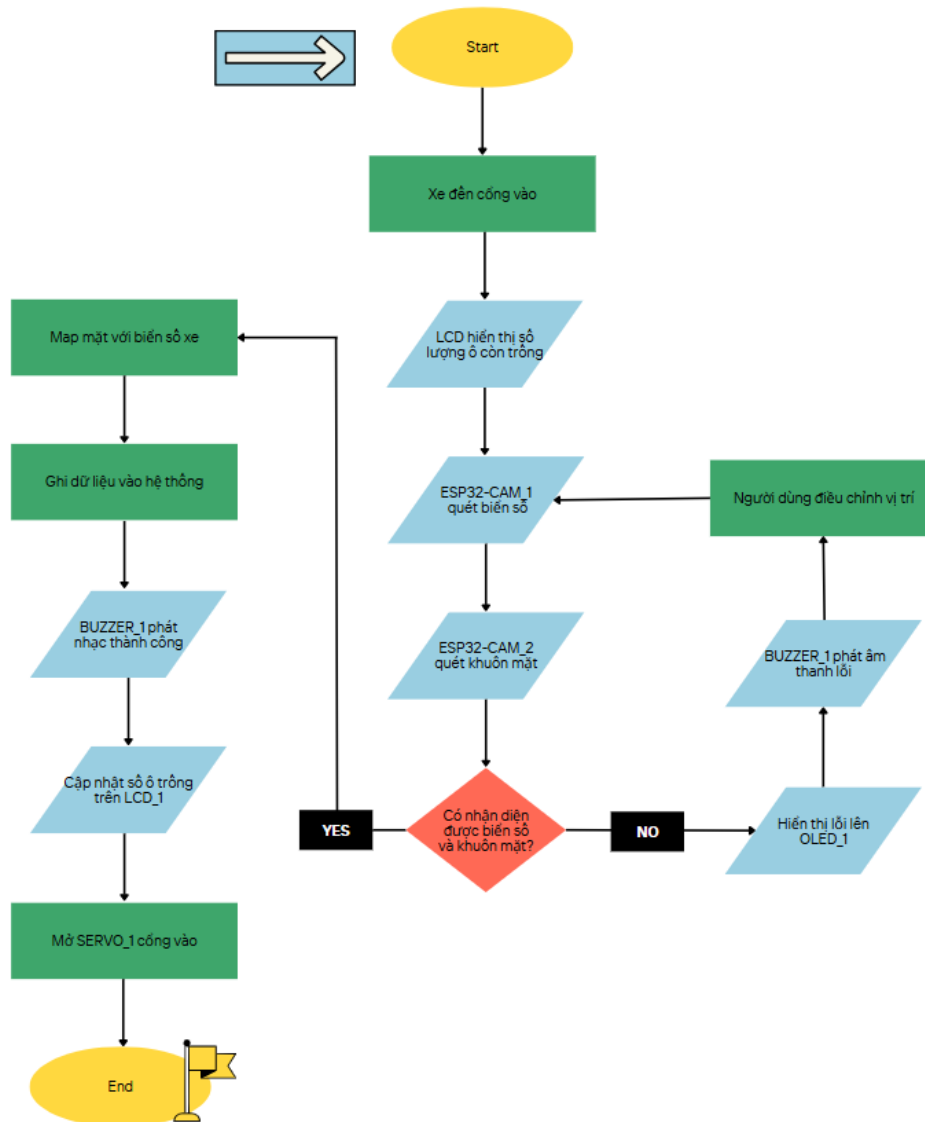 Start
Xe đến cổng vào
LCD hiển thị số
lượng ô còn trống
ESP32-CAM_1
quét biển số
ESP32-CAM_2
quét khuôn mặt
Có nhận diện
được biển số
và khuôn mặt?
YES
NO
Map mặt với biển số xe
Ghi dữ liệu vào hệ thống
BUZZER_1 phát
nhạc thành công
Cập nhật số ô trống
trên LCD_1
Mở SERVO_1 cổng vào
End
Hiển thị lỗi lên
OLED_1
BUZZER_1 phát âm
thanh lỗi
Người dùng điều chỉnh vị trí